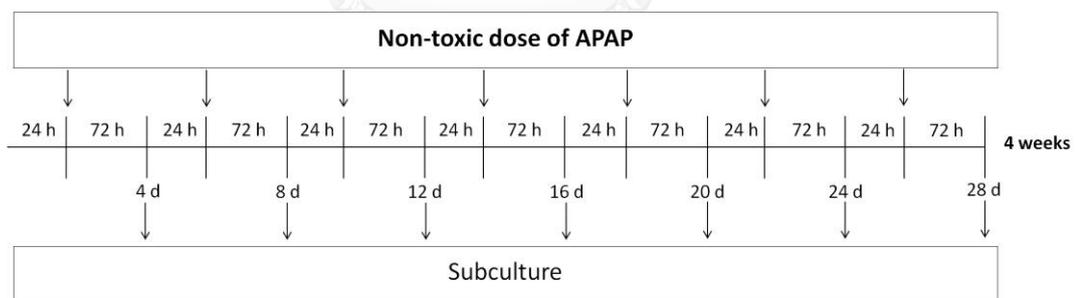 Non-toxic dose of APAP
24 h 72 h 24 h 72 h 24 h 72 h 24 h 72 h 24 h 72 h 24 h 72 h 24 h 72 h
4 weeks
4 d 8 d 12 d 16 d 20 d 24 d 28 d
Subculture